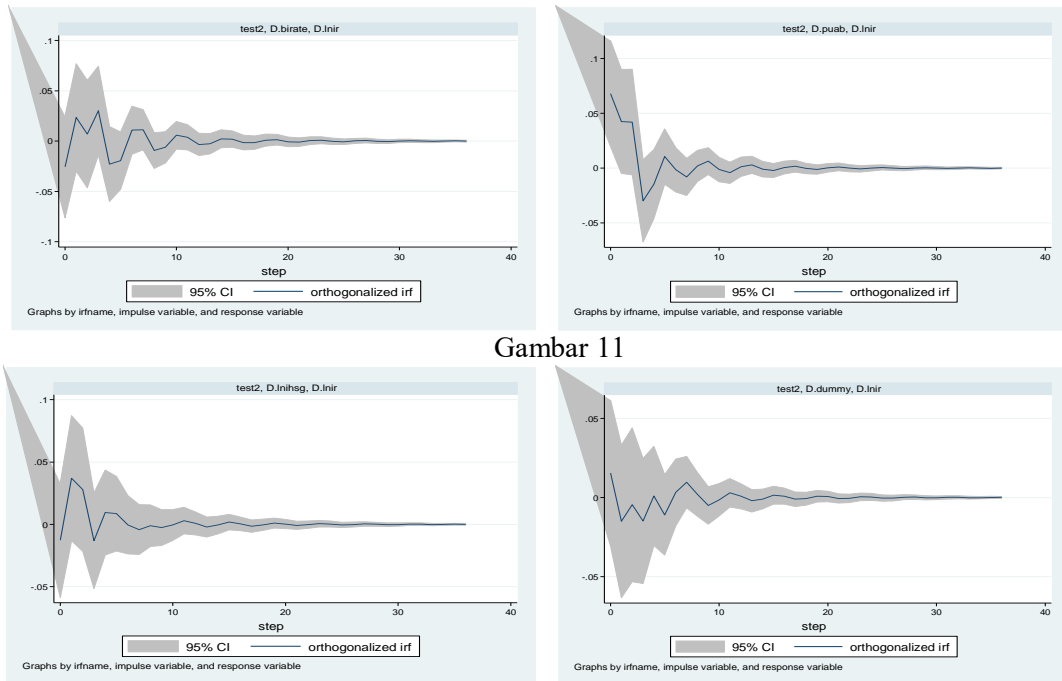 test2, D.birate, D.lnir
.1
.05
0
-.05
-.1
0 10 20 30 40
step
95% CI orthogonalized irf
Graphs by irfname, impulse variable, and response variable
test2, D.puab, D.lnir
.1
.05
0
-.05
0 10 20 30 40
step
95% CI orthogonalized irf
Graphs by irfname, impulse variable, and response variable
Gambar 11
test2, D.lnihsg, D.lnir
.1
.05
0
-.05
0 10 20 30 40
step
95% CI orthogonalized irf
Graphs by irfname, impulse variable, and response variable
test2, D.dummy, D.lnir
.05
0
-.05
0 10 20 30 40
step
95% CI orthogonalized irf
Graphs by irfname, impulse variable, and response variable